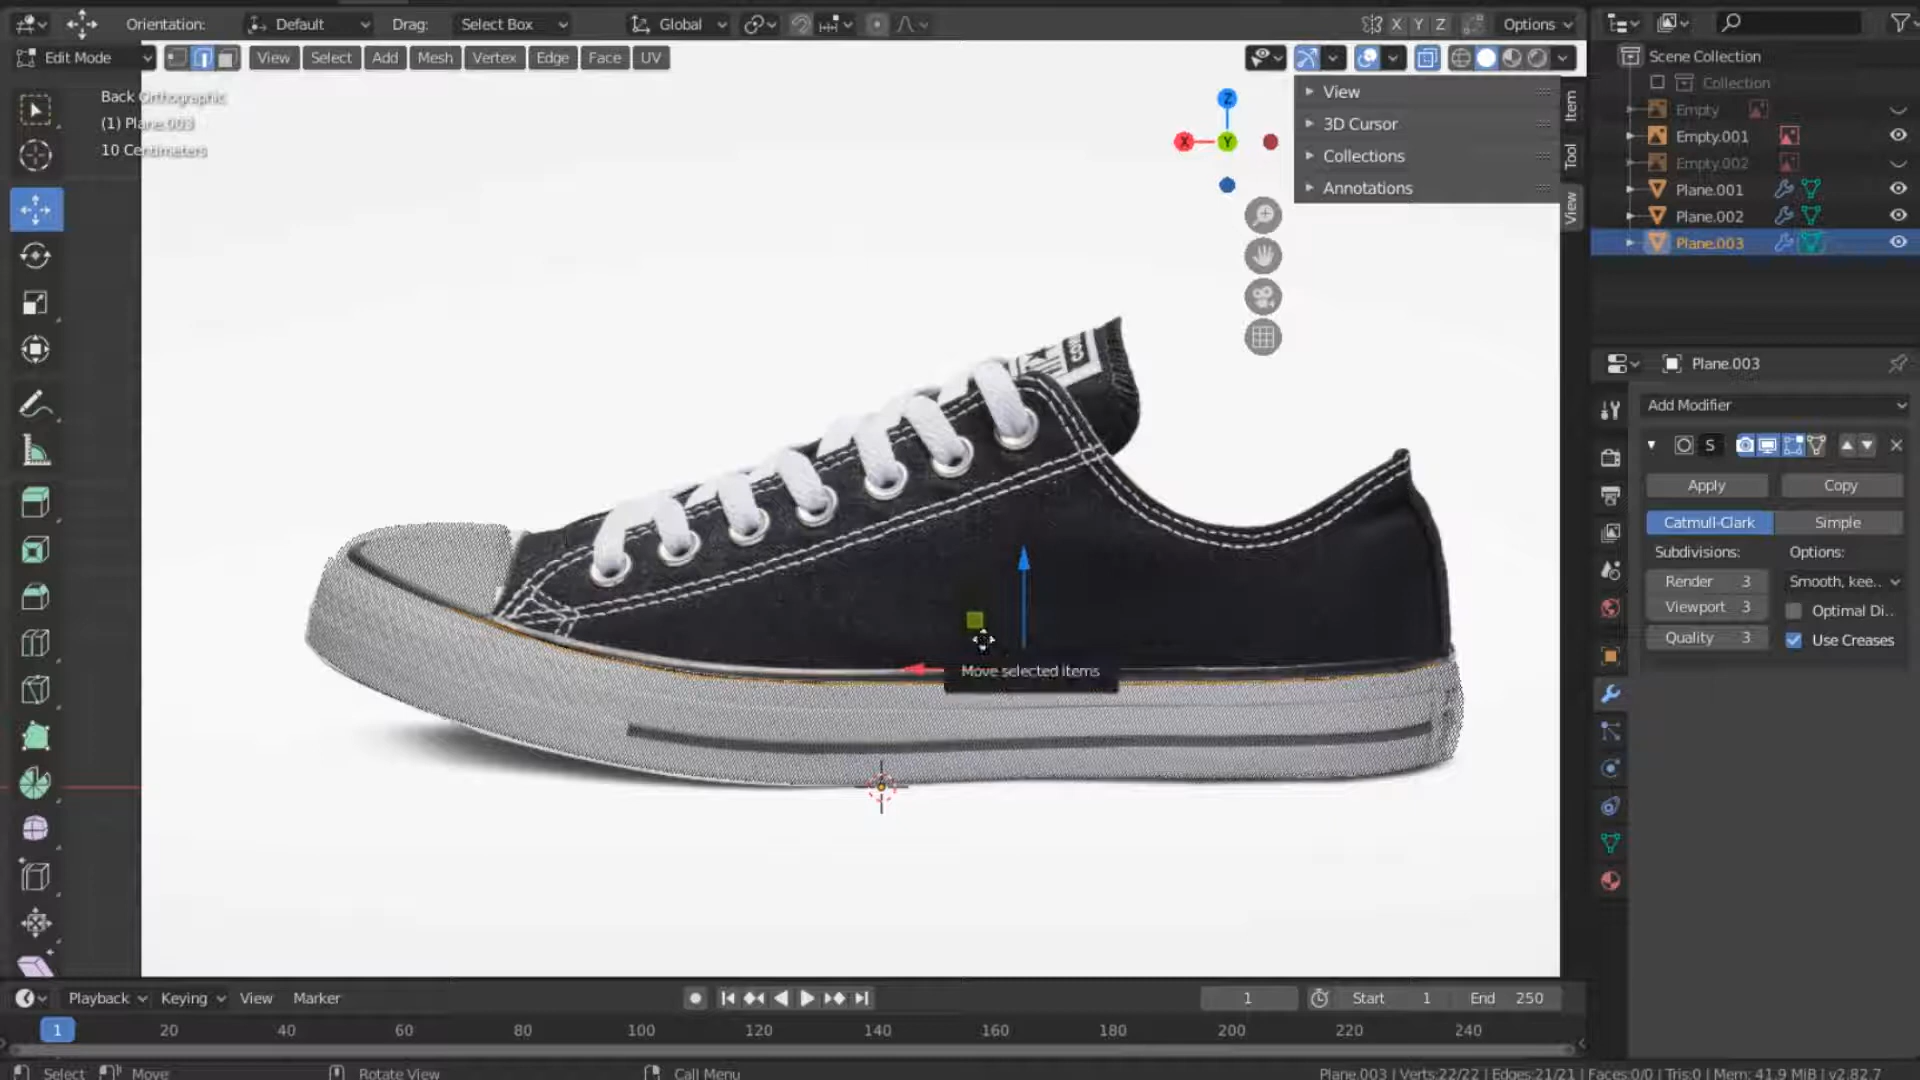 Orientation: Default Drag: Select Box Global X Y Z Options
Edit Mode View Select Add Mesh Vertex Edge Face UV
Back Orthographic
(1) Plane.003
10 Centimeters
Z
X
Y
View
3D Cursor
Collections
Annotations
Item
Tool
View
Move selected items
Scene Collection
Collection
Empty
Empty.001
Empty.002
Plane.001
Plane.002
Plane.003
Plane.003
Add Modifier
S
Apply Copy
Catmull-Clark Simple
Subdivisions: Options:
Render 3 Smooth, kee..
Viewport 3 Optimal Di..
Quality 3 Use Creases
Playback Keying View Marker 1 Start 1 End 250
1 20 40 60 80 100 120 140 160 180 200 220 240
Select Move Rotate View Call Menu Plane.003 | Verts:22/22 | Edges:21/21 | Faces:0/0 | Tris:0 | Mem: 41.9 MiB | v2.82.7